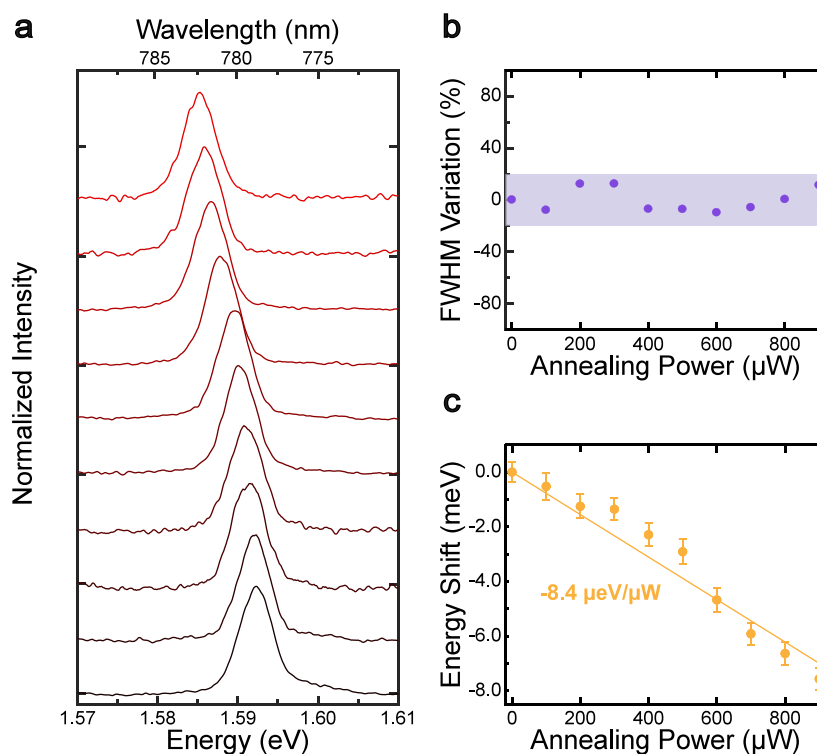 a
Wavelength (nm)
785 780 775
Normalized Intensity
1.57 1.58 1.59 1.60 1.61
Energy (eV)
b
FWHM Variation (%)
80
40
0
-40
-80
0 200 400 600 800
Annealing Power (µW)
c
Energy Shift (meV)
0.0
-2.0
-4.0
-6.0
-8.0
-8.4 µeV/µW
0 200 400 600 800
Annealing Power (µW)